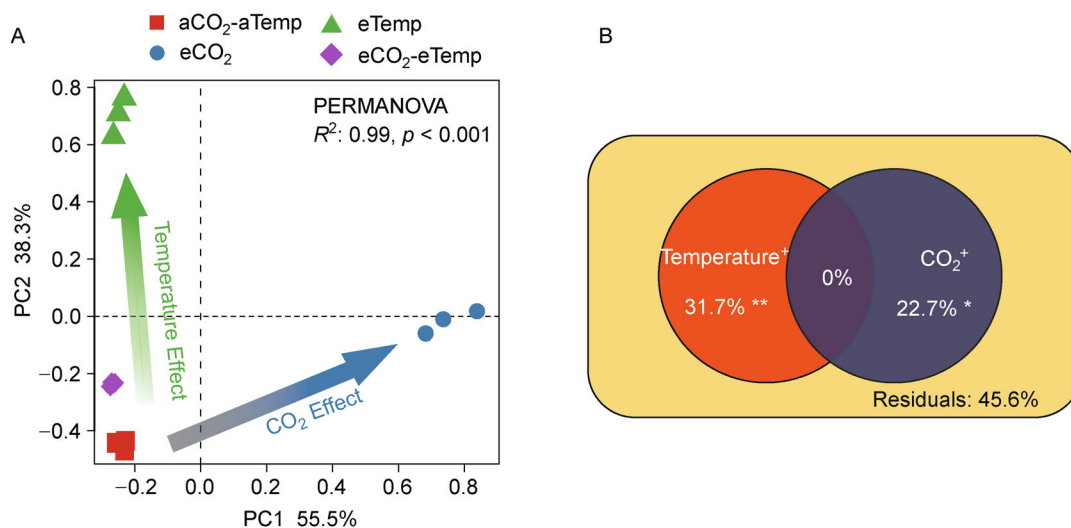 A
aCO₂-aTemp
eTemp
eCO₂
eCO₂-eTemp
PERMANOVA
R²: 0.99, p < 0.001
Temperature Effect
CO₂ Effect
0.8
0.6
0.4
0.2
0.0
−0.2
−0.4
PC2 38.3%
−0.2
0.0
0.2
0.4
0.6
0.8
PC1 55.5%
B
Temperature⁺
31.7% **
0%
CO₂⁺
22.7% *
Residuals: 45.6%